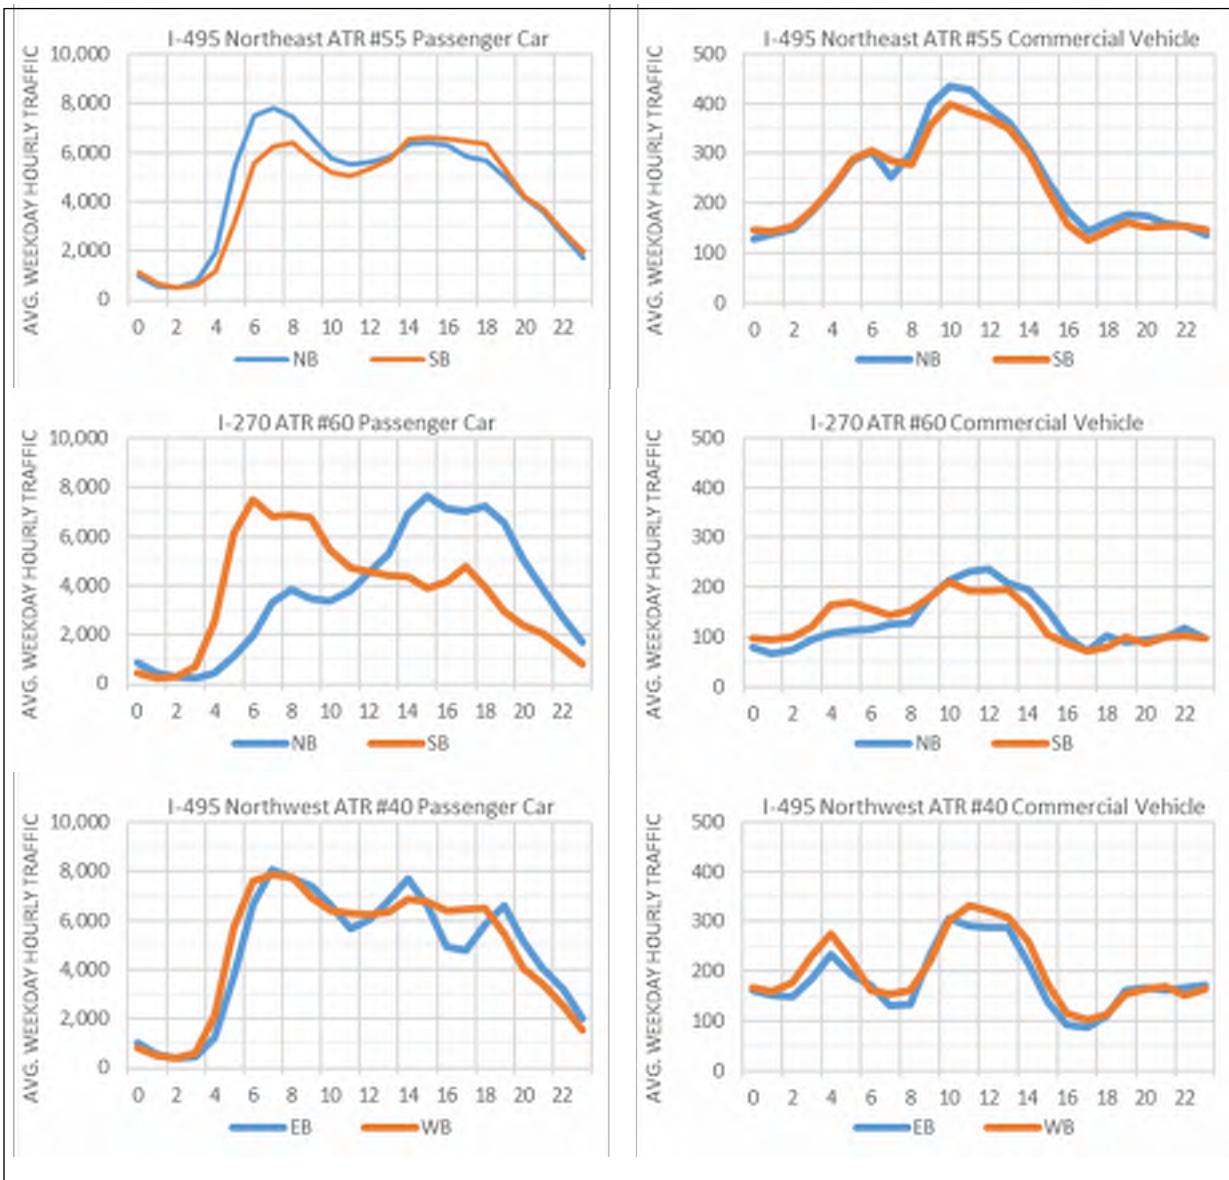 I-495 Northeast ATR #55 Passenger Car
AVG. WEEKDAY HOURLY TRAFFIC
10,000
8,000
6,000
4,000
2,000
0
0 2 4 6 8 10 12 14 16 18 20 22
NB SB
I-495 Northeast ATR #55 Commercial Vehicle
AVG. WEEKDAY HOURLY TRAFFIC
500
400
300
200
100
0
0 2 4 6 8 10 12 14 16 18 20 22
NB SB
I-270 ATR #60 Passenger Car
AVG. WEEKDAY HOURLY TRAFFIC
10,000
8,000
6,000
4,000
2,000
0
0 2 4 6 8 10 12 14 16 18 20 22
NB SB
I-270 ATR #60 Commercial Vehicle
AVG. WEEKDAY HOURLY TRAFFIC
500
400
300
200
100
0
0 2 4 6 8 10 12 14 16 18 20 22
NB SB
I-495 Northwest ATR #40 Passenger Car
AVG. WEEKDAY HOURLY TRAFFIC
10,000
8,000
6,000
4,000
2,000
0
0 2 4 6 8 10 12 14 16 18 20 22
EB WB
I-495 Northwest ATR #40 Commercial Vehicle
AVG. WEEKDAY HOURLY TRAFFIC
500
400
300
200
100
0
0 2 4 6 8 10 12 14 16 18 20 22
EB WB